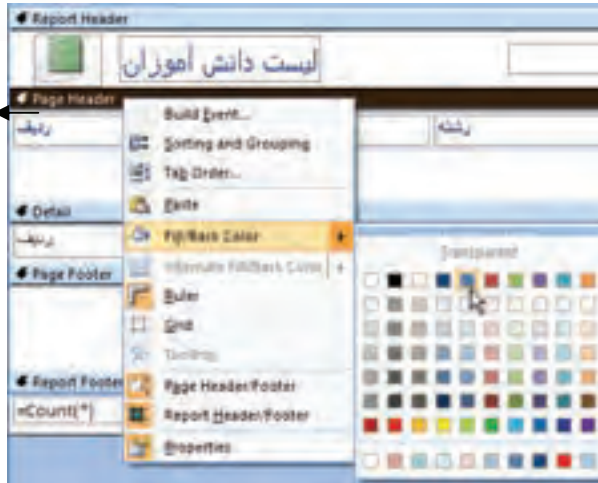 Report Header
لیست دانش آموزان
Page Header
ردیف
رشته
Build Event...
Sorting and Grouping
Tab Order...
Paste
Detail
ردیف
Fill/Back Color
Transparent
Alternate Fill/Back Color
Page Footer
Ruler
Grid
Toolbox
Page Header/Footer
Report Footer
=Count(*)
Report Header/Footer
Properties